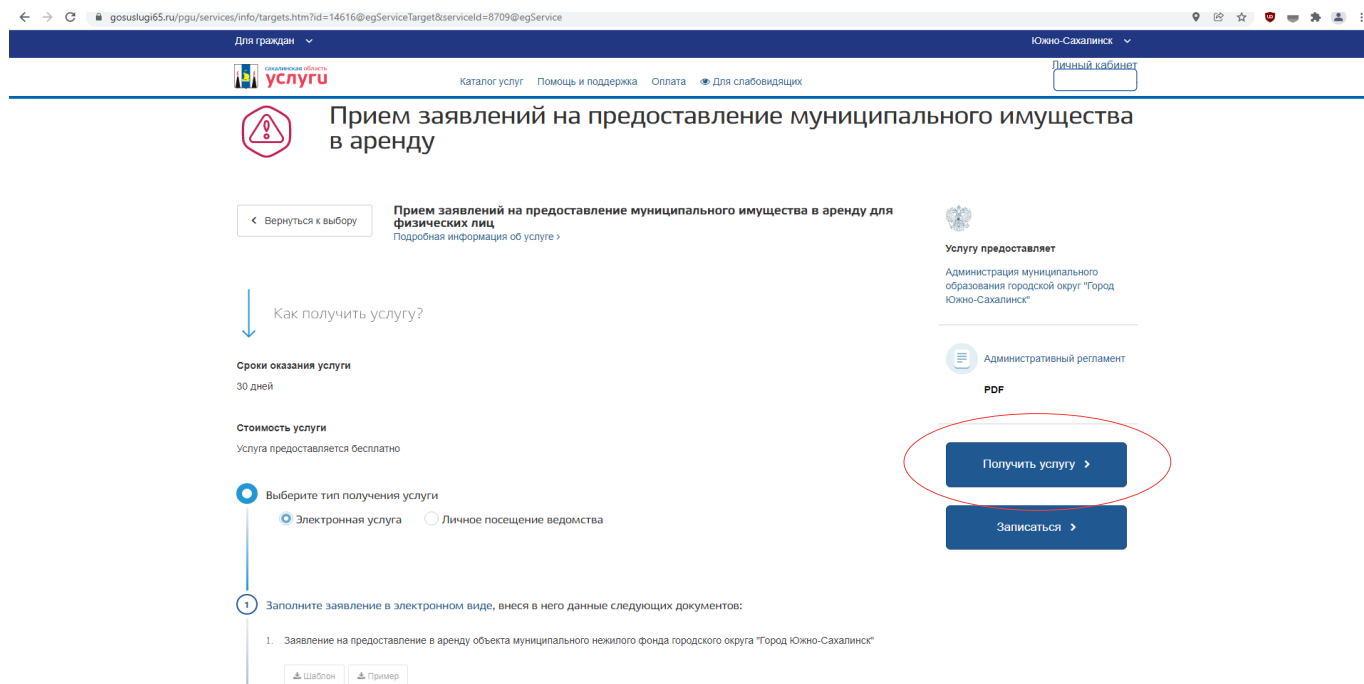 gosuslugi65.ru/pgu/services/info/targets.htm?id=14616@egServiceTarget&serviceId=8709@egService
Для граждан
Южно-Сахалинск
сахалинская область
услуги
Каталог услуг Помощь и поддержка Оплата Для слабовидящих
Личный кабинет
Прием заявлений на предоставление муниципального имущества
в аренду
Вернуться к выбору
Прием заявлений на предоставление муниципального имущества в аренду для
физических лиц
Подробная информация об услуге ›
Услугу предоставляет
Администрация муниципального
образования городской округ "Город
Южно-Сахалинск"
Как получить услугу?
Административный регламент
PDF
Сроки оказания услуги
30 дней
Стоимость услуги
Услуга предоставляется бесплатно
Получить услугу
Записаться
Выберите тип получения услуги
Электронная услуга Личное посещение ведомства
1 Заполните заявление в электронном виде, внеся в него данные следующих документов:
1. Заявление на предоставление в аренду объекта муниципального нежилого фонда городского округа "Город Южно-Сахалинск"
Шаблон Пример